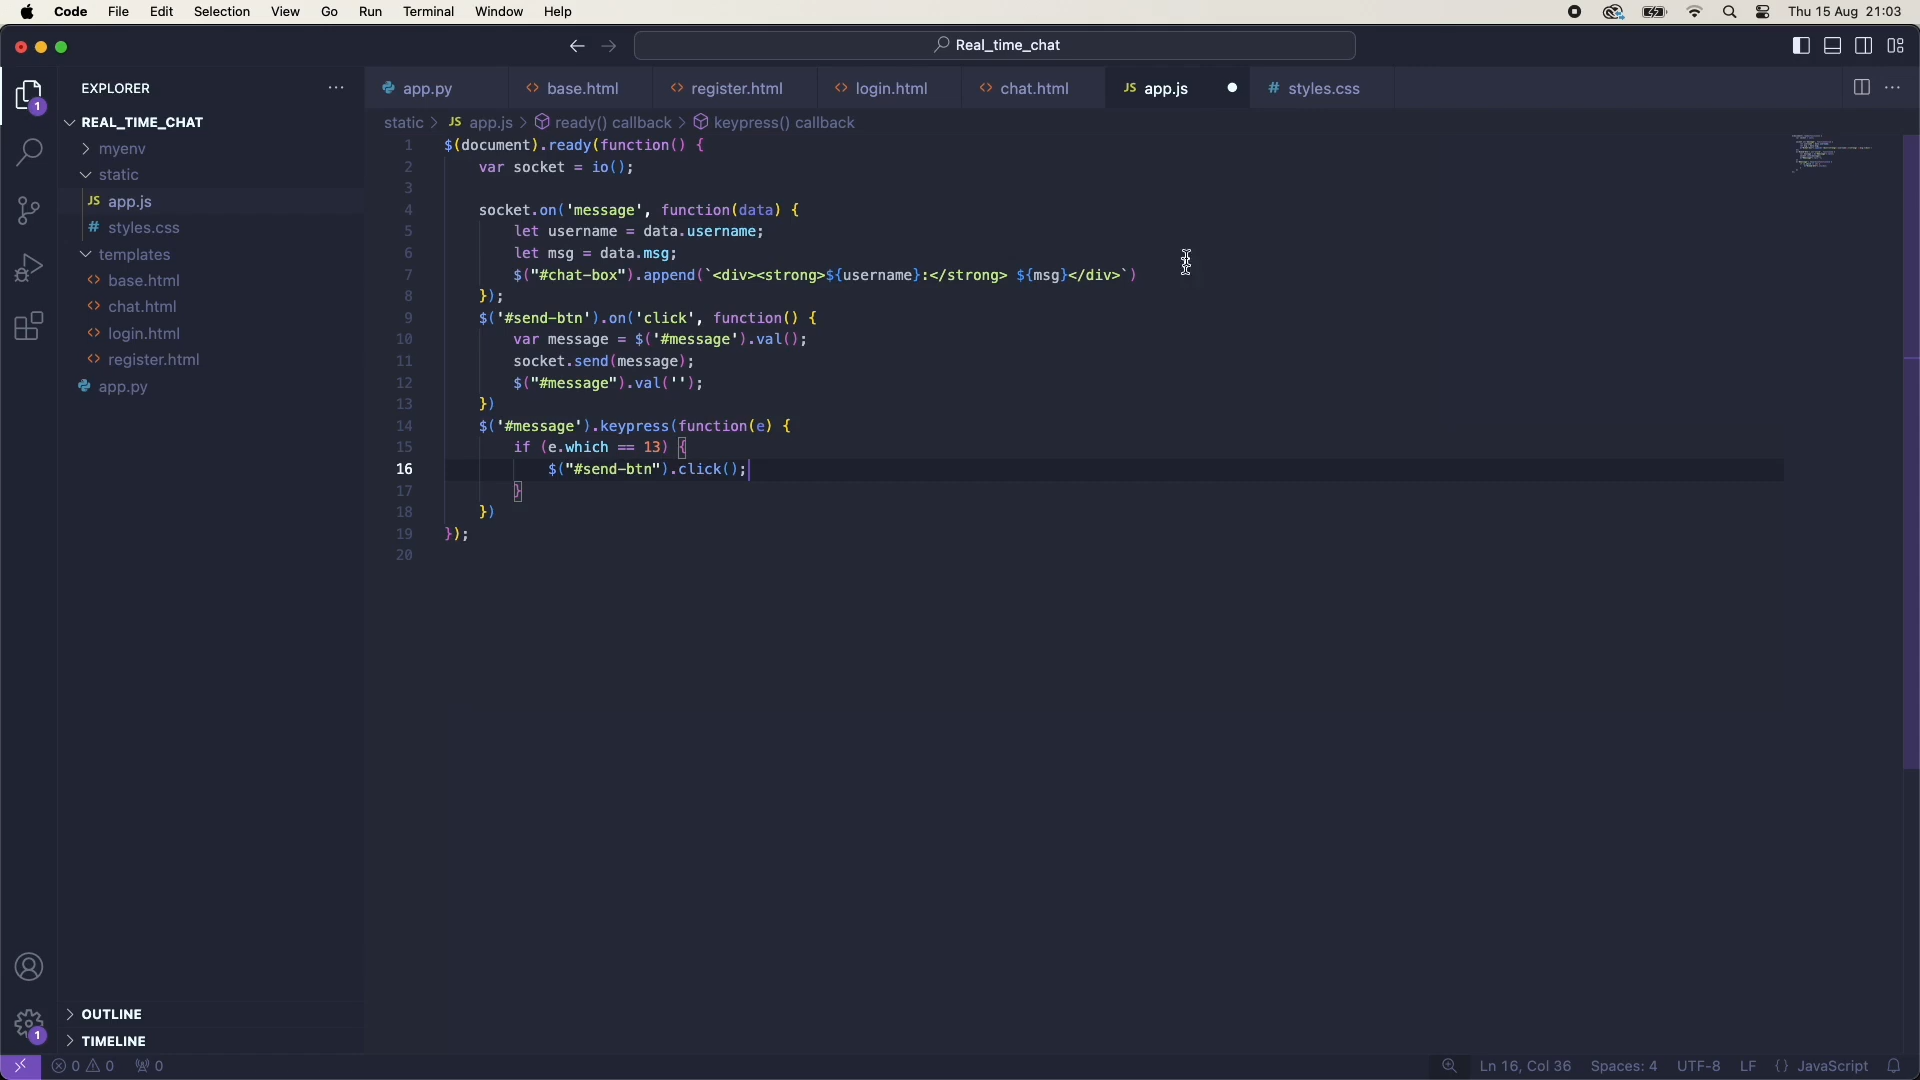 Code File Edit Selection View Go Run Terminal Window Help Thu 15 Aug 21:03
Real_time_chat
EXPLORER
1
REAL_TIME_CHAT
myenv
static
JS app.js
# styles.css
templates
<> base.html
<> chat.html
<> login.html
<> register.html
app.py
OUTLINE
TIMELINE
1
app.py <> base.html <> register.html <> login.html <> chat.html JS app.js # styles.css
static > JS app.js > ready() callback > keypress() callback
1 $(document).ready(function() {
2 var socket = io();
3
4 socket.on('message', function(data) {
5 let username = data.username;
6 let msg = data.msg;
7 $("#chat-box").append(`<div><strong>${username}:</strong> ${msg}</div>`)
8 });
9 $('#send-btn').on('click', function() {
10 var message = $('#message').val();
11 socket.send(message);
12 $("#message").val('');
13 })
14 $('#message').keypress(function(e) {
15 if (e.which == 13) {
16 $("#send-btn").click();
17 }
18 })
19 });
20
0 0 0 Ln 16, Col 36 Spaces: 4 UTF-8 LF {} JavaScript